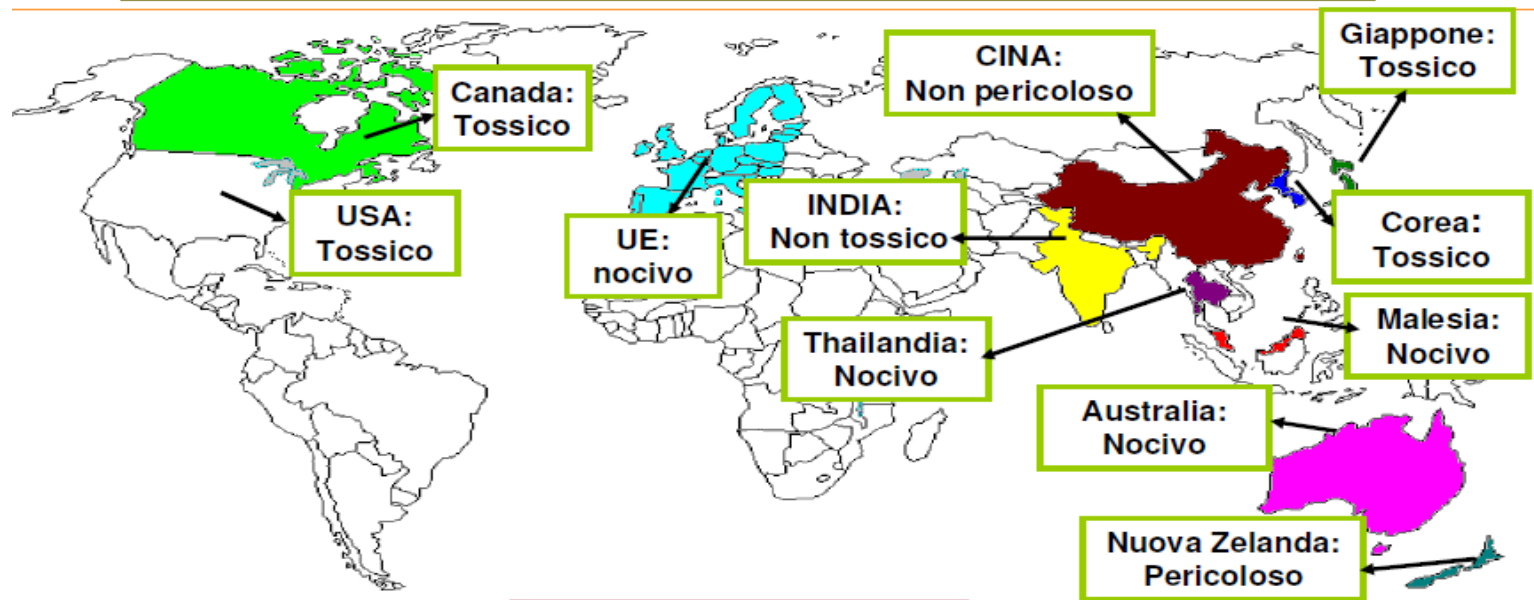 Canada:
Tossico
USA:
Tossico
UE:
nocivo
CINA:
Non pericoloso
Giappone:
Tossico
INDIA:
Non tossico
Corea:
Tossico
Thailandia:
Nocivo
Malesia:
Nocivo
Australia:
Nocivo
Nuova Zelanda:
Pericoloso